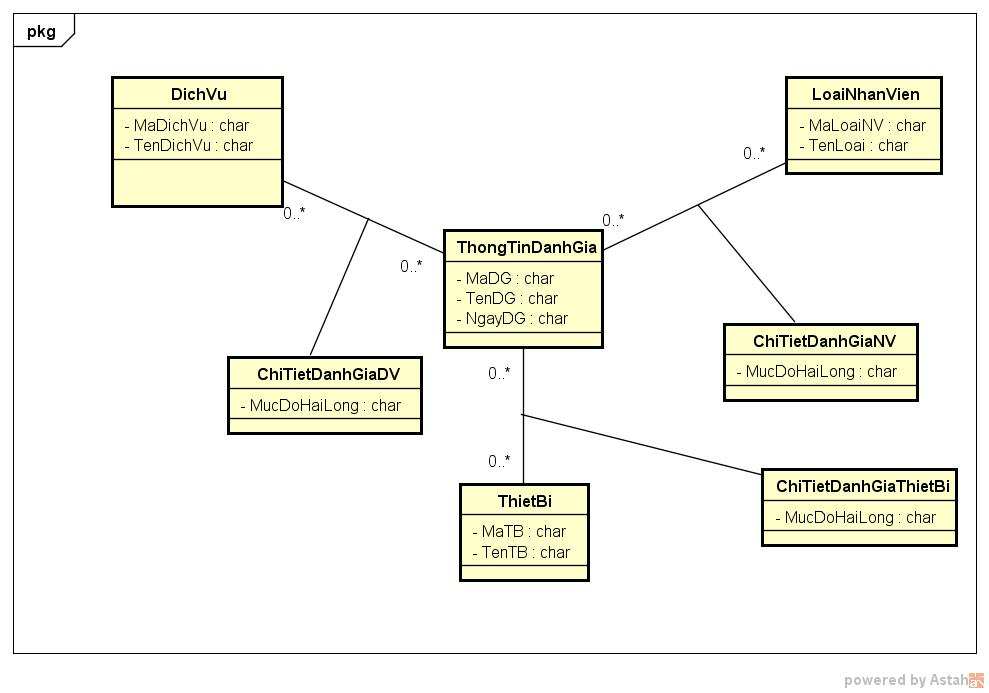 pkg
DichVu
- MaDichVu : char
- TenDichVu : char
LoaiNhanVien
- MaLoaiNV : char
- TenLoai : char
0..*
0..*
0..*
0..*
ThongTinDanhGia
- MaDG : char
- TenDG : char
- NgayDG : char
ChiTietDanhGiaNV
- MucDoHaiLong : char
ChiTietDanhGiaDV
- MucDoHaiLong : char
0..*
0..*
ThietBi
- MaTB : char
- TenTB : char
ChiTietDanhGiaThietBi
- MucDoHaiLong : char
powered by Astah